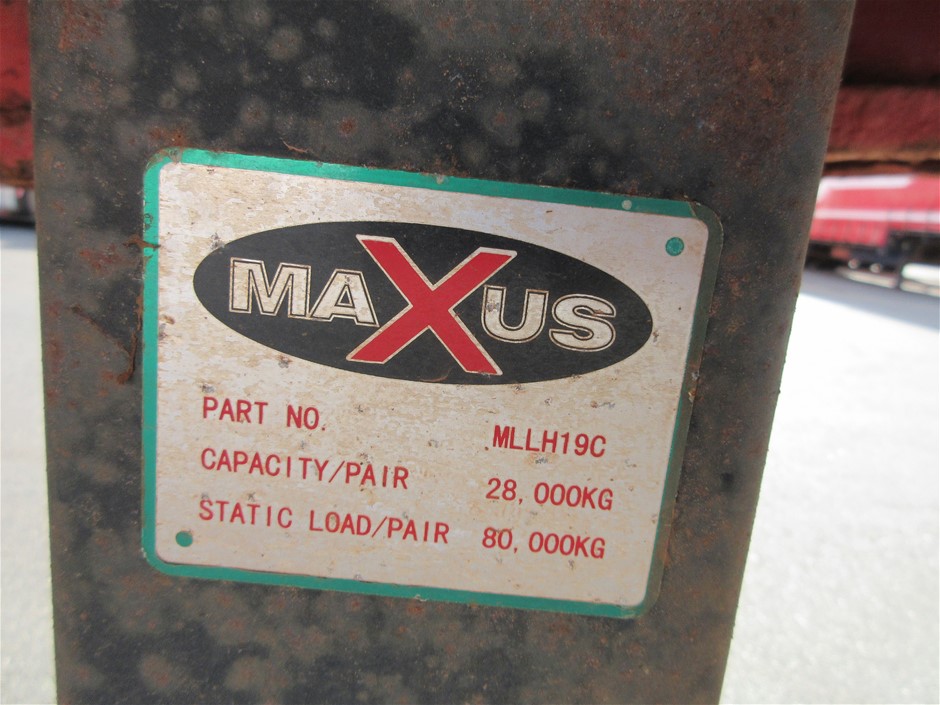 MAXUS
PART NO. MLLH19C
CAPACITY/PAIR 28,000KG
STATIC LOAD/PAIR 80,000KG